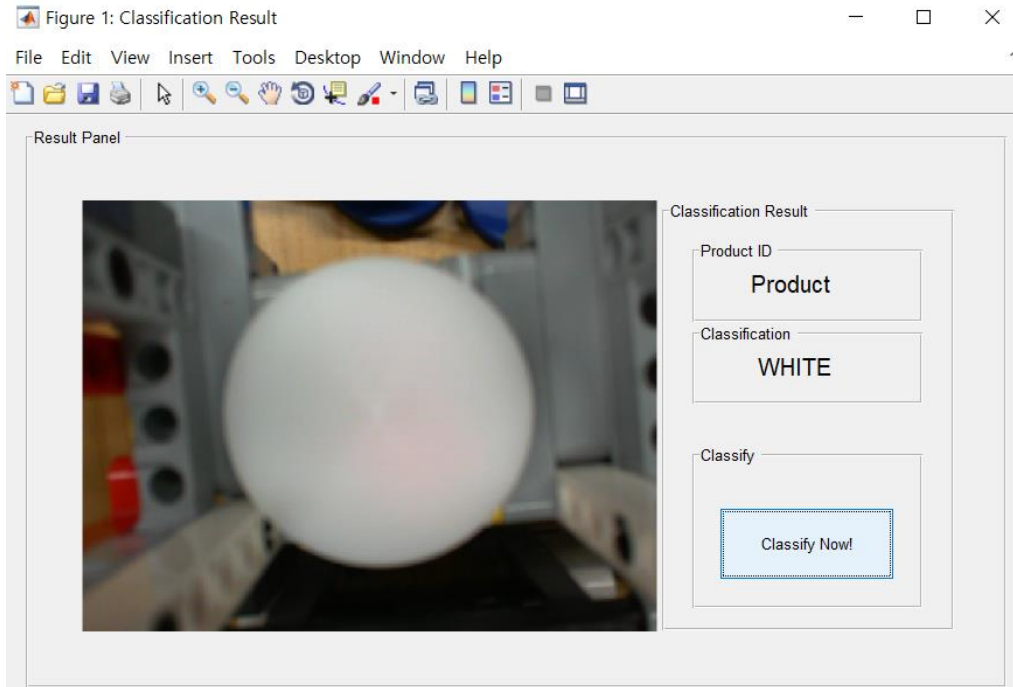 Figure 1: Classification Result
File Edit View Insert Tools Desktop Window Help
Result Panel
Classification Result
Product ID
Product
Classification
WHITE
Classify
Classify Now!